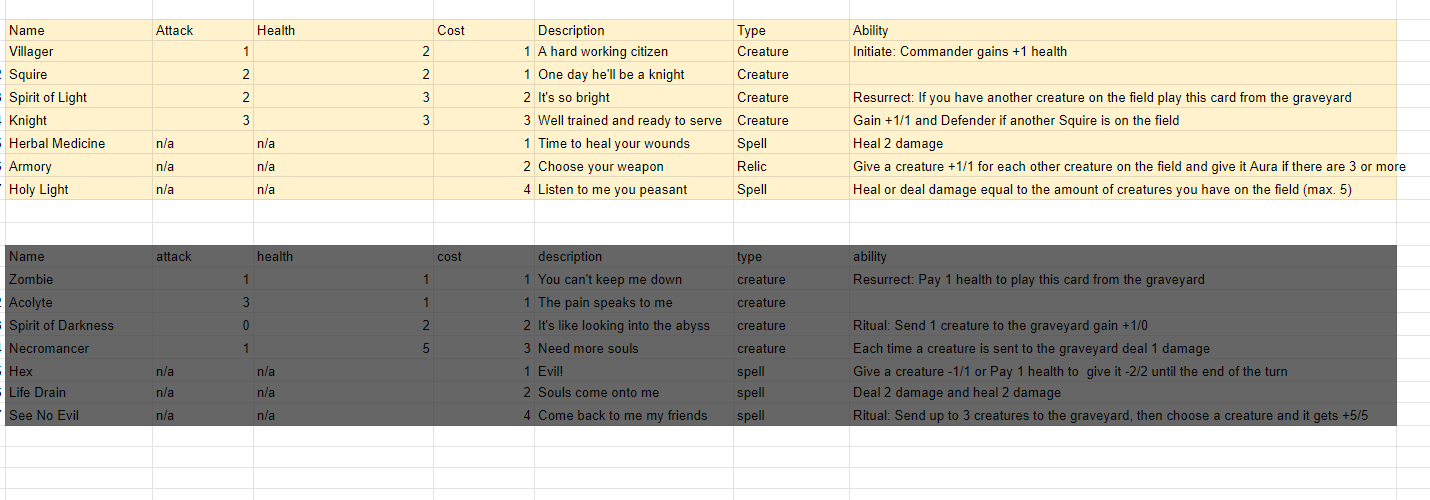 Name Attack Health Cost Description Type Ability
Villager 1 2 1 A hard working citizen Creature Initiate: Commander gains +1 health
Squire 2 2 1 One day he'll be a knight Creature
Spirit of Light 2 3 2 It's so bright Creature Resurrect: If you have another creature on the field play this card from the graveyard
Knight 3 3 3 Well trained and ready to serve Creature Gain +1/1 and Defender if another Squire is on the field
Herbal Medicine n/a n/a 1 Time to heal your wounds Spell Heal 2 damage
Armory n/a n/a 2 Choose your weapon Relic Give a creature +1/1 for each other creature on the field and give it Aura if there are 3 or more
Holy Light n/a n/a 4 Listen to me you peasant Spell Heal or deal damage equal to the amount of creatures you have on the field (max. 5)
Name attack health cost description type ability
Zombie 1 1 1 You can't keep me down creature Resurrect: Pay 1 health to play this card from the graveyard
Acolyte 3 1 1 The pain speaks to me creature
Spirit of Darkness 0 2 2 It's like looking into the abyss creature Ritual: Send 1 creature to the graveyard gain +1/0
Necromancer 1 5 3 Need more souls creature Each time a creature is sent to the graveyard deal 1 damage
Hex n/a n/a 1 Evil! spell Give a creature -1/1 or Pay 1 health to give it -2/2 until the end of the turn
Life Drain n/a n/a 2 Souls come onto me spell Deal 2 damage and heal 2 damage
See No Evil n/a n/a 4 Come back to me my friends spell Ritual: Send up to 3 creatures to the graveyard, then choose a creature and it gets +5/5